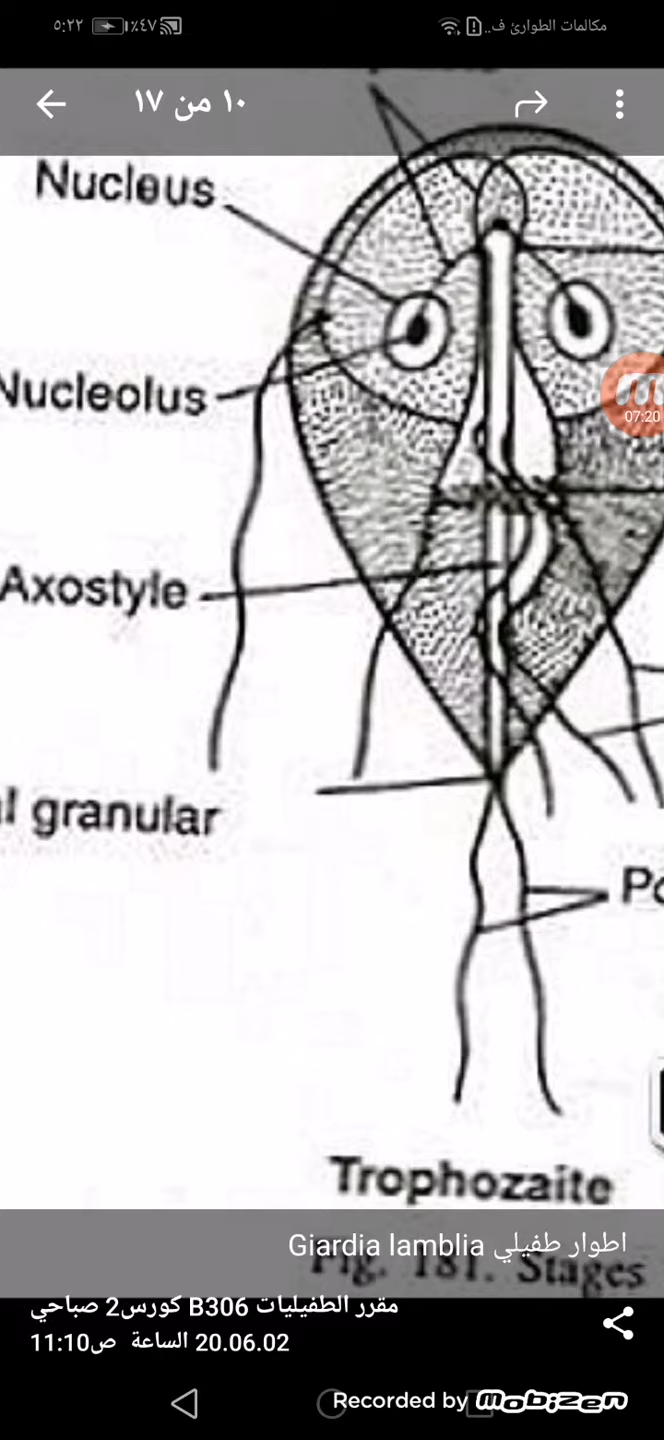 ٥:٢٢
٪٤٧
مكالمات الطوارئ ف..
١٠ من ١٧
Nucleus
Nucleolus
07:20
Axostyle
al granular
Po
Trophozaite
اطوار طفيلي Giardia lamblia
Fig. 181. Stages
مقرر الطفيليات B306 كورس2 صباحي
20.06.02 الساعة 11:10ص
Recorded by Mobizen